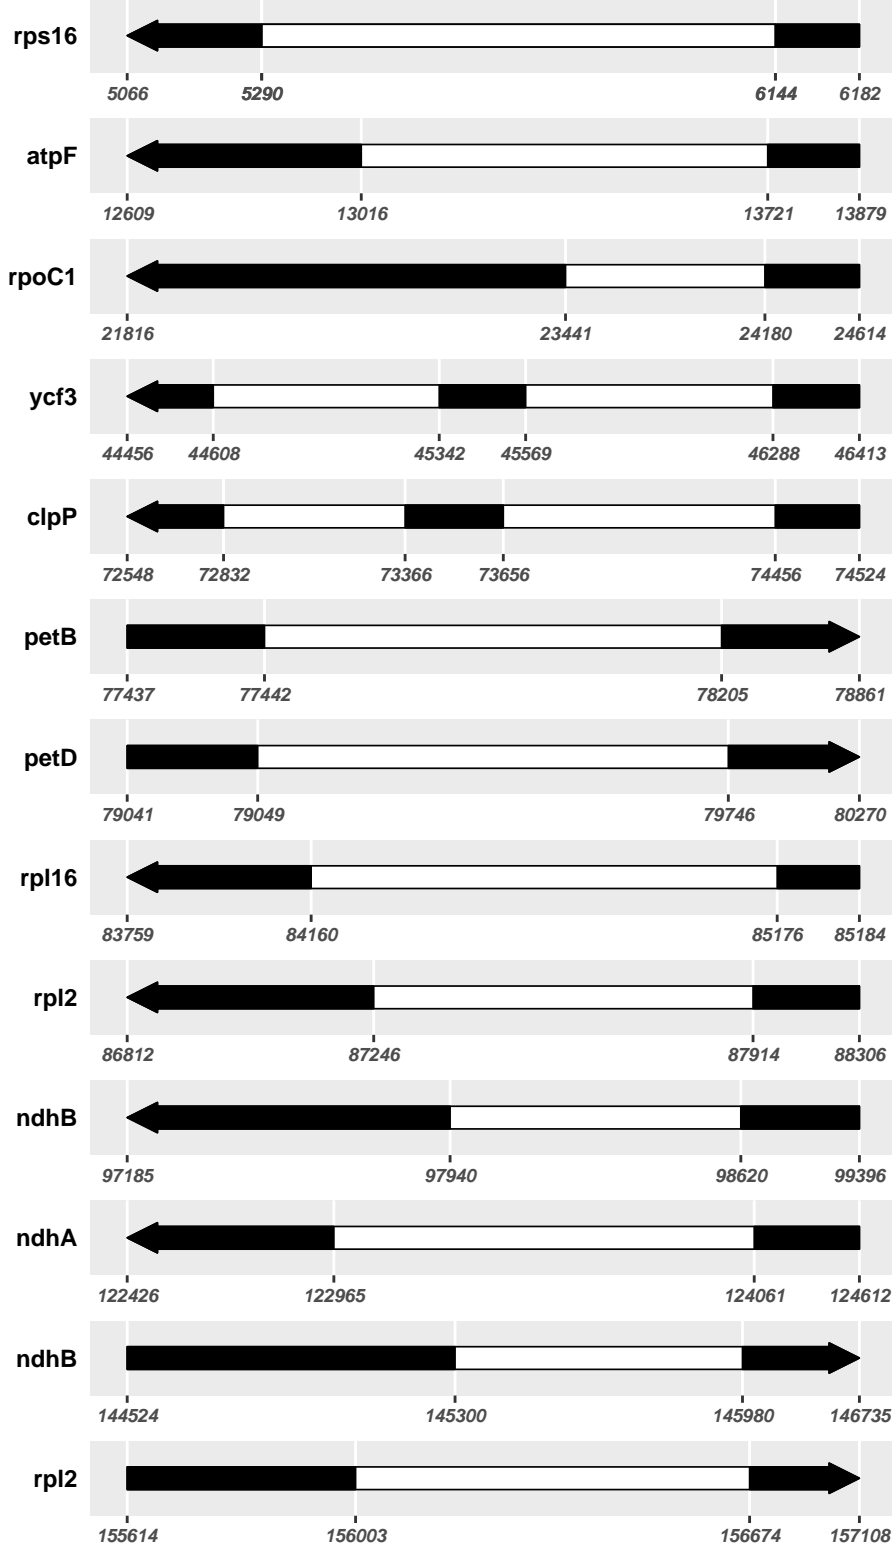 rps16
5066 5290 6144 6182
atpF
12609 13016 13721 13879
rpoC1
21816 23441 24180 24614
ycf3
44456 44608 45342 45569 46288 46413
clpP
72548 72832 73366 73656 74456 74524
petB
77437 77442 78205 78861
petD
79041 79049 79746 80270
rpl16
83759 84160 85176 85184
rpl2
86812 87246 87914 88306
ndhB
97185 97940 98620 99396
ndhA
122426 122965 124061 124612
ndhB
144524 145300 145980 146735
rpl2
155614 156003 156674 157108